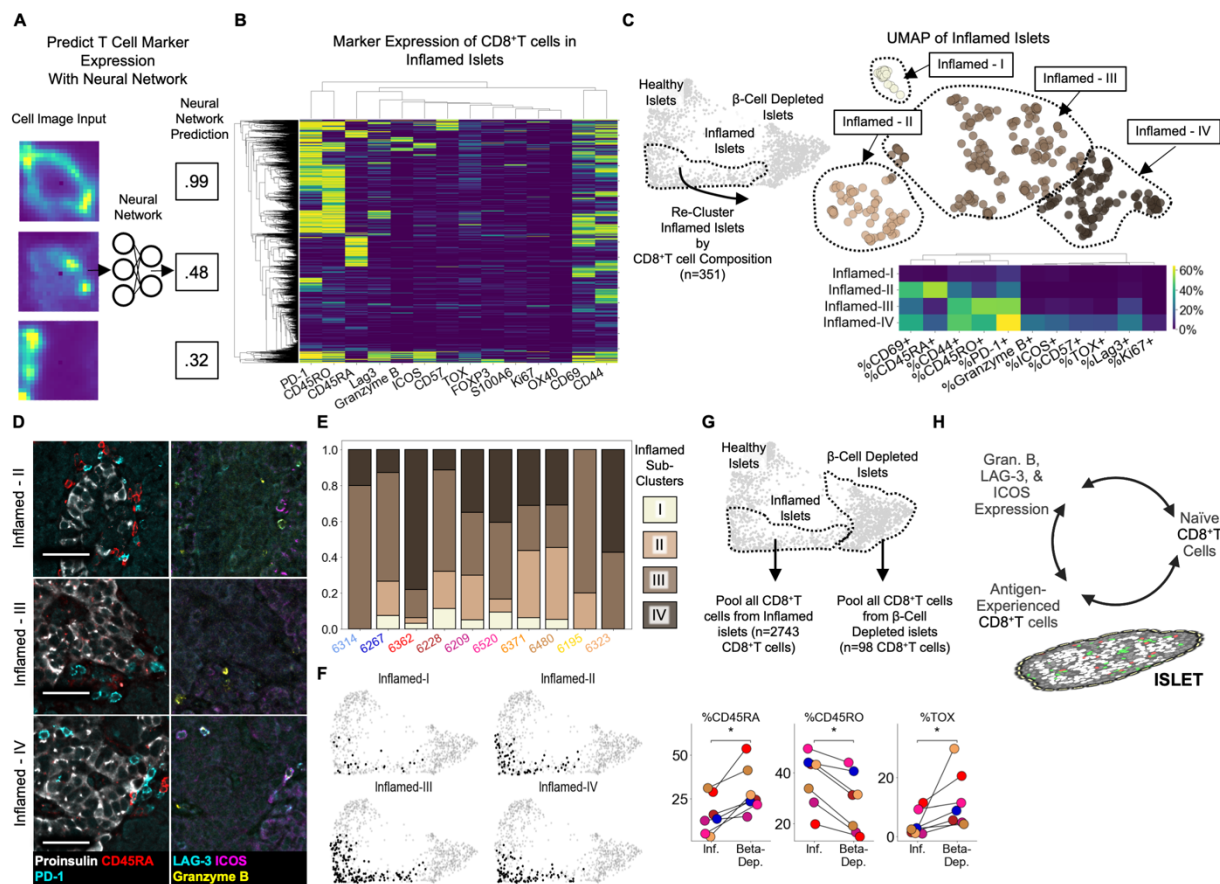 A
Predict T Cell Marker
Expression
With Neural Network
Cell Image Input
Neural
Network
Prediction
Neural
Network
.99
.48
.32
B
Marker Expression of CD8⁺T cells in
Inflamed Islets
PD-1
CD45RO
CD45RA
Lag3
Granzyme B
ICOS
CD57
TOX
FOXP3
S100A6
Ki67
OX40
CD69
CD44
C
UMAP of Inflamed Islets
Healthy
Islets
β-Cell Depleted
Islets
Inflamed
Islets
Re-Cluster
Inflamed Islets
by
CD8⁺T cell Composition
(n=351)
Inflamed - I
Inflamed - III
Inflamed - II
Inflamed - IV
Inflamed-I
Inflamed-II
Inflamed-III
Inflamed-IV
60%
40%
20%
0%
%CD69+
%CD45RA+
%CD44+
%CD45RO+
%PD-1+
%Granzyme B+
%ICOS+
%CD57+
%TOX+
%Lag3+
%Ki67+
D
Inflamed - II
Inflamed - III
Inflamed - IV
Proinsulin CD45RA
PD-1
LAG-3 ICOS
Granzyme B
E
1.0
0.8
0.6
0.4
0.2
0.0
6314
6267
6362
6228
6209
6520
6371
6480
6195
6323
Inflamed
Sub-
Clusters
I
II
III
IV
F
Inflamed-I
Inflamed-II
Inflamed-III
Inflamed-IV
G
Healthy
Islets
β-Cell Depleted
Islets
Inflamed
Islets
Pool all CD8⁺T
cells from Inflamed
islets (n=2743
CD8⁺T cells)
Pool all CD8⁺T cells
from β-Cell
Depleted islets
(n=98 CD8⁺T cells)
%CD45RA
*
50
25
Inf.
Beta-
Dep.
%CD45RO
*
40
20
Inf.
Beta-
Dep.
%TOX
*
20
0
Inf.
Beta-
Dep.
H
Gran. B,
LAG-3, &
ICOS
Expression
Naïve
CD8⁺T
Cells
Antigen-
Experienced
CD8⁺T cells
ISLET